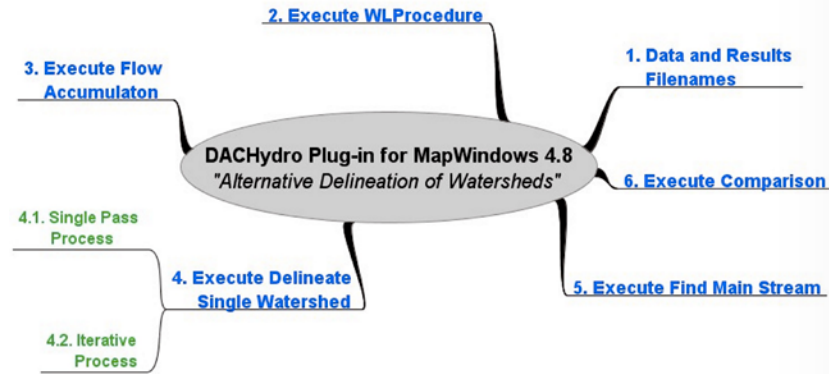 2. Execute WLProcedure
1. Data and Results
Filenames
3. Execute Flow
Accumulaton
DACHydro Plug-in for MapWindows 4.8
"Alternative Delineation of Watersheds"
6. Execute Comparison
4.1. Single Pass
Process
4. Execute Delineate
Single Watershed
5. Execute Find Main Stream
4.2. Iterative
Process